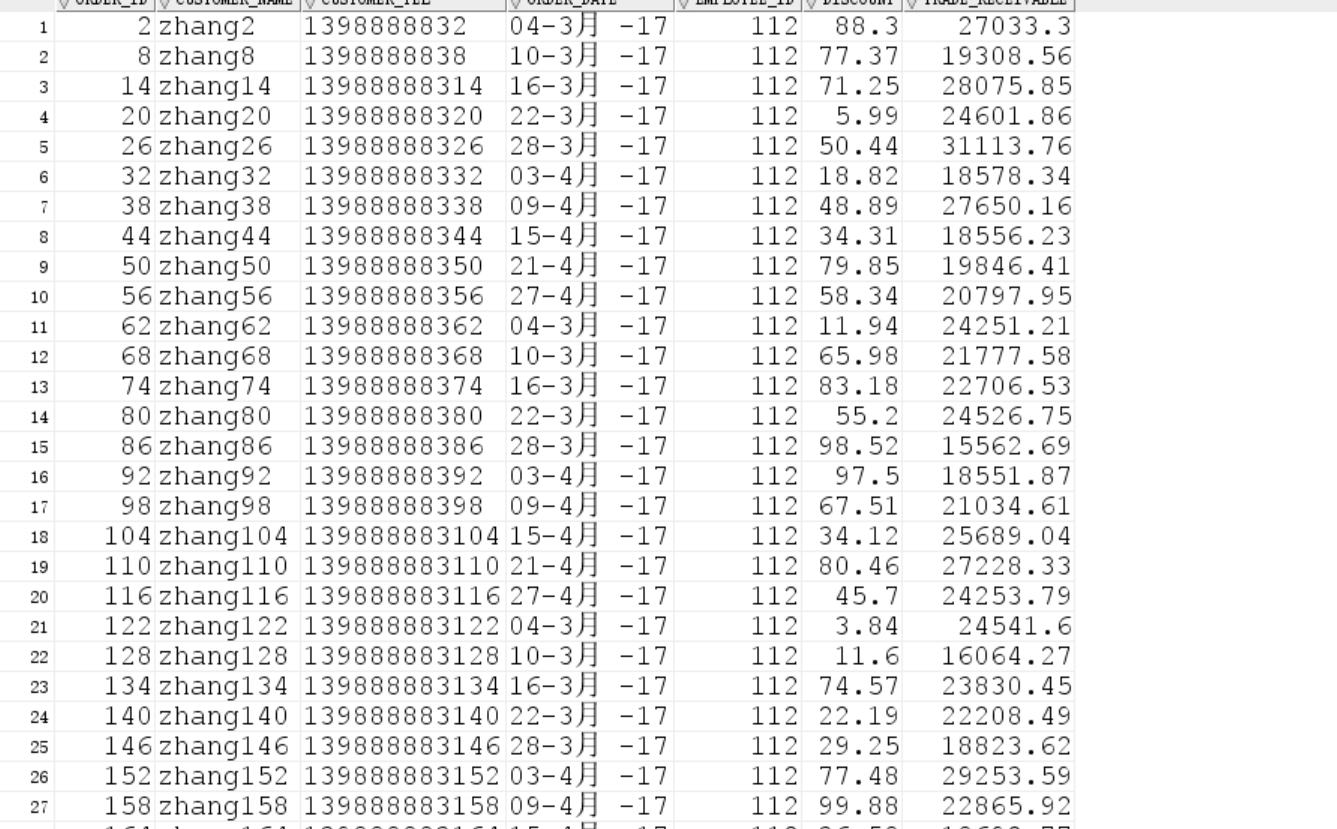 ORDER_ID CUSTOMER_NAME CUSTOMER_TEL ORDER_DATE EMPLOYEE_ID DISCOUNT TRADE_RECEIVABLE
1 2 zhang2 1398888832 04-3月 -17 112 88.3 27033.3
2 8 zhang8 1398888838 10-3月 -17 112 77.37 19308.56
3 14 zhang14 13988888314 16-3月 -17 112 71.25 28075.85
4 20 zhang20 13988888320 22-3月 -17 112 5.99 24601.86
5 26 zhang26 13988888326 28-3月 -17 112 50.44 31113.76
6 32 zhang32 13988888332 03-4月 -17 112 18.82 18578.34
7 38 zhang38 13988888338 09-4月 -17 112 48.89 27650.16
8 44 zhang44 13988888344 15-4月 -17 112 34.31 18556.23
9 50 zhang50 13988888350 21-4月 -17 112 79.85 19846.41
10 56 zhang56 13988888356 27-4月 -17 112 58.34 20797.95
11 62 zhang62 13988888362 04-3月 -17 112 11.94 24251.21
12 68 zhang68 13988888368 10-3月 -17 112 65.98 21777.58
13 74 zhang74 13988888374 16-3月 -17 112 83.18 22706.53
14 80 zhang80 13988888380 22-3月 -17 112 55.2 24526.75
15 86 zhang86 13988888386 28-3月 -17 112 98.52 15562.69
16 92 zhang92 13988888392 03-4月 -17 112 97.5 18551.87
17 98 zhang98 13988888398 09-4月 -17 112 67.51 21034.61
18 104 zhang104 139888883104 15-4月 -17 112 34.12 25689.04
19 110 zhang110 139888883110 21-4月 -17 112 80.46 27228.33
20 116 zhang116 139888883116 27-4月 -17 112 45.7 24253.79
21 122 zhang122 139888883122 04-3月 -17 112 3.84 24541.6
22 128 zhang128 139888883128 10-3月 -17 112 11.6 16064.27
23 134 zhang134 139888883134 16-3月 -17 112 74.57 23830.45
24 140 zhang140 139888883140 22-3月 -17 112 22.19 22208.49
25 146 zhang146 139888883146 28-3月 -17 112 29.25 18823.62
26 152 zhang152 139888883152 03-4月 -17 112 77.48 29253.59
27 158 zhang158 139888883158 09-4月 -17 112 99.88 22865.92